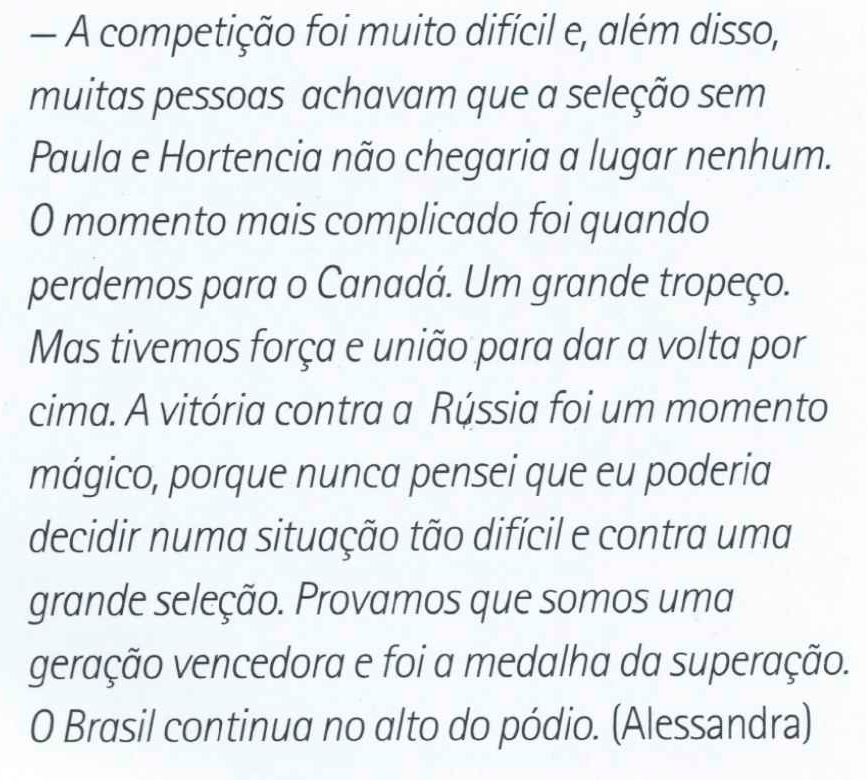 – A competição foi muito difícil e, além disso,
muitas pessoas achavam que a seleção sem
Paula e Hortencia não chegaria a lugar nenhum.
O momento mais complicado foi quando
perdemos para o Canadá. Um grande tropeço.
Mas tivemos força e união para dar a volta por
cima. A vitória contra a Rússia foi um momento
mágico, porque nunca pensei que eu poderia
decidir numa situação tão difícil e contra uma
grande seleção. Provamos que somos uma
geração vencedora e foi a medalha da superação.
O Brasil continua no alto do pódio. (Alessandra)